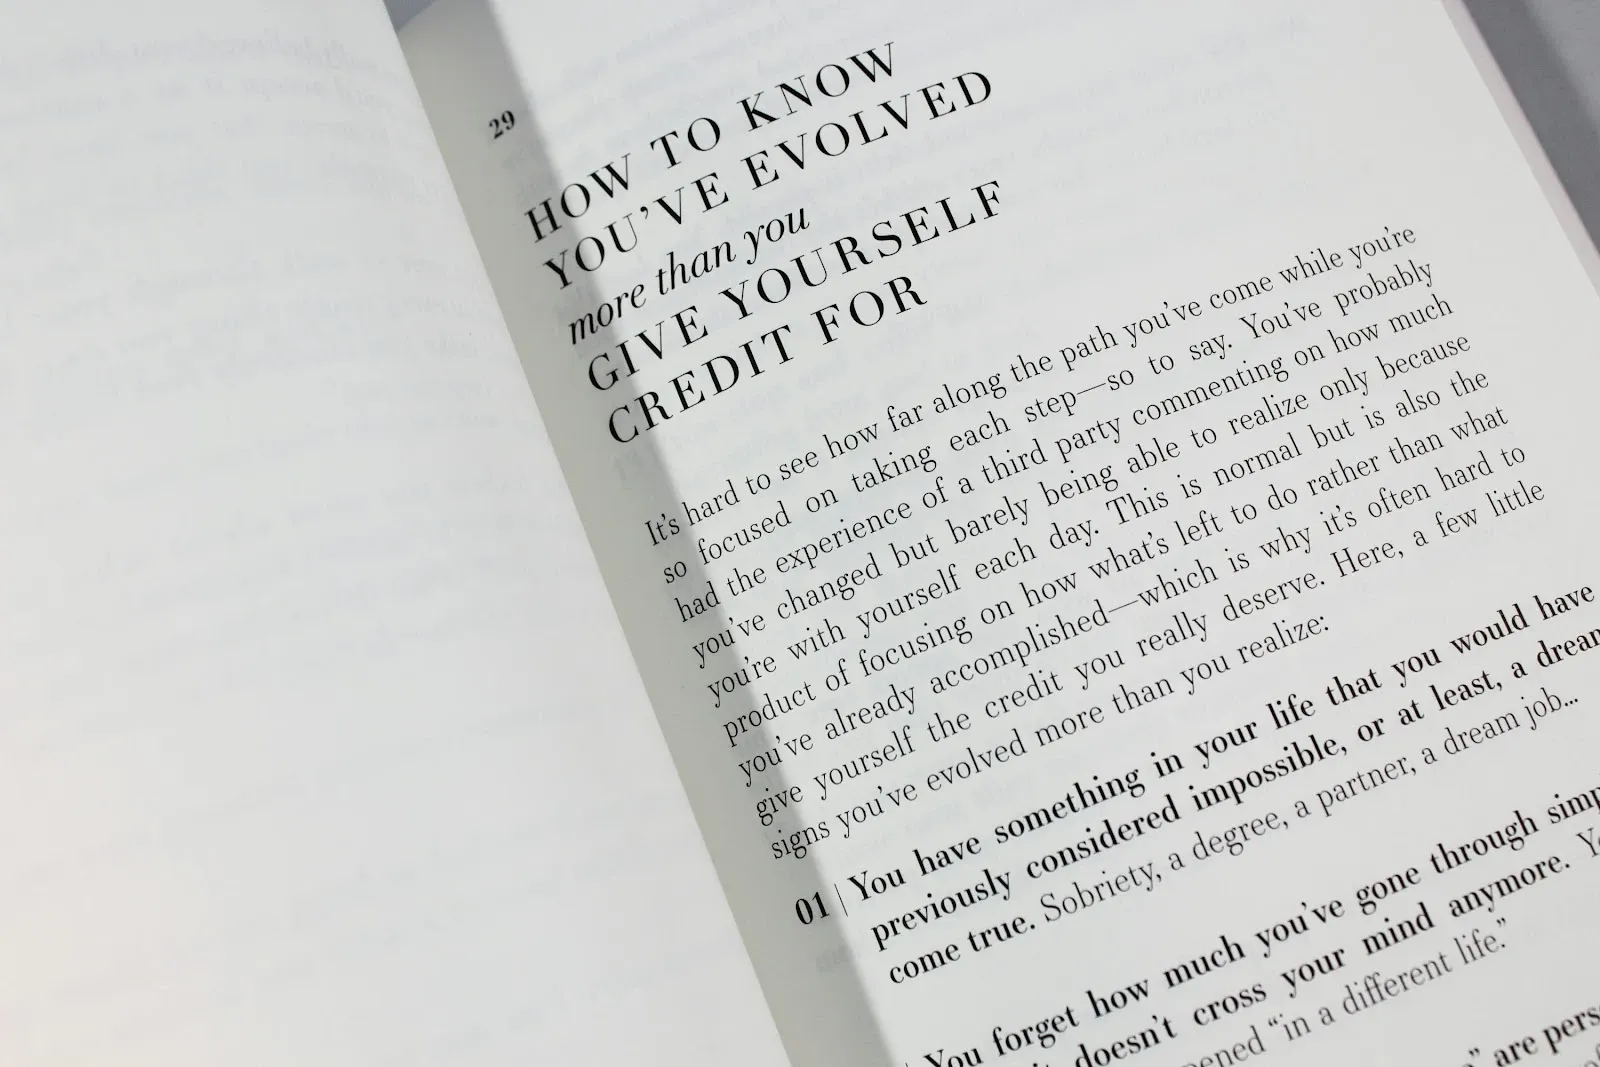 29
HOW TO KNOW
YOU'VE EVOLVED
more than you
GIVE YOURSELF
CREDIT FOR
It's hard to see how far along the path you've come while you're
so focused on taking each step—so to say. You've probably
had the experience of a third party commenting on how much
you've changed but barely being able to realize only because
you're with yourself each day. This is normal but is also the
product of focusing on how what's left to do rather than what
you've already accomplished—which is why it's often hard to
give yourself the credit you really deserve. Here, a few little
signs you've evolved more than you realize:
01 | You have something in your life that you would have
previously considered impossible, or at least, a dream
come true. Sobriety, a degree, a partner, a dream job...
You forget how much you've gone through
doesn't cross your mind anymore.
"in a different life."
" are